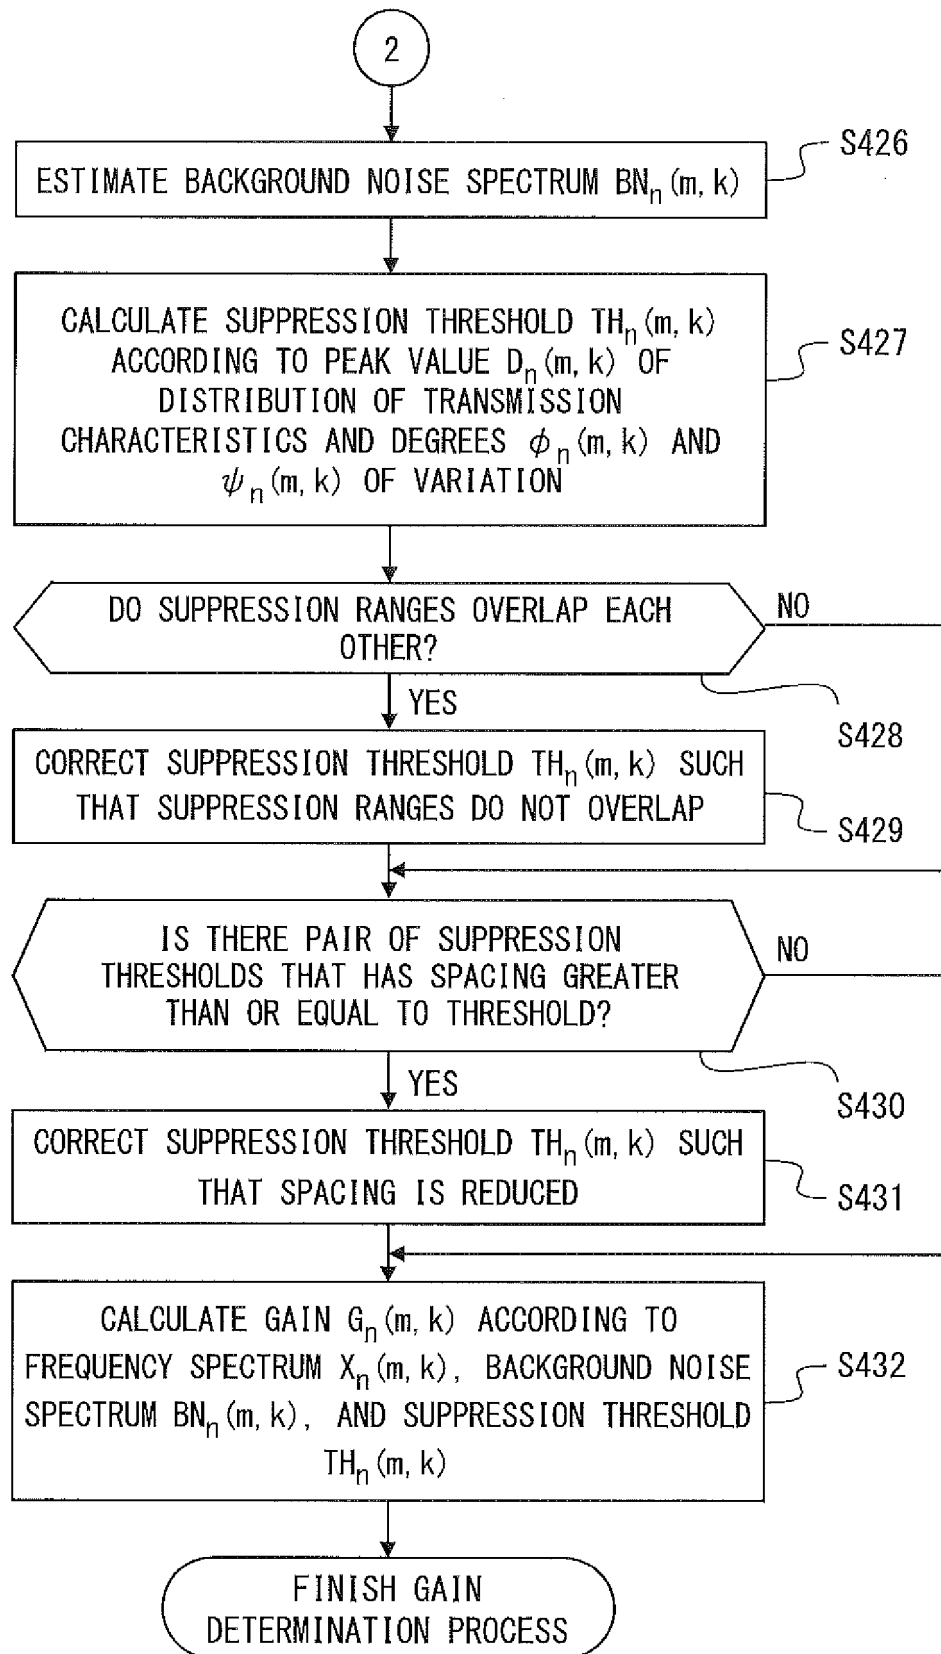 2
ESTIMATE BACKGROUND NOISE SPECTRUM BNn(m, k)
S426
CALCULATE SUPPRESSION THRESHOLD THn(m, k)
ACCORDING TO PEAK VALUE Dn(m, k) OF
DISTRIBUTION OF TRANSMISSION
CHARACTERISTICS AND DEGREES ϕn(m, k) AND
ψn(m, k) OF VARIATION
S427
DO SUPPRESSION RANGES OVERLAP EACH
OTHER?
NO
YES
S428
CORRECT SUPPRESSION THRESHOLD THn(m, k) SUCH
THAT SUPPRESSION RANGES DO NOT OVERLAP
S429
IS THERE PAIR OF SUPPRESSION
THRESHOLDS THAT HAS SPACING GREATER
THAN OR EQUAL TO THRESHOLD?
NO
YES
S430
CORRECT SUPPRESSION THRESHOLD THn(m, k) SUCH
THAT SPACING IS REDUCED
S431
CALCULATE GAIN Gn(m, k) ACCORDING TO
FREQUENCY SPECTRUM Xn(m, k), BACKGROUND NOISE
SPECTRUM BNn(m, k), AND SUPPRESSION THRESHOLD
THn(m, k)
S432
FINISH GAIN
DETERMINATION PROCESS